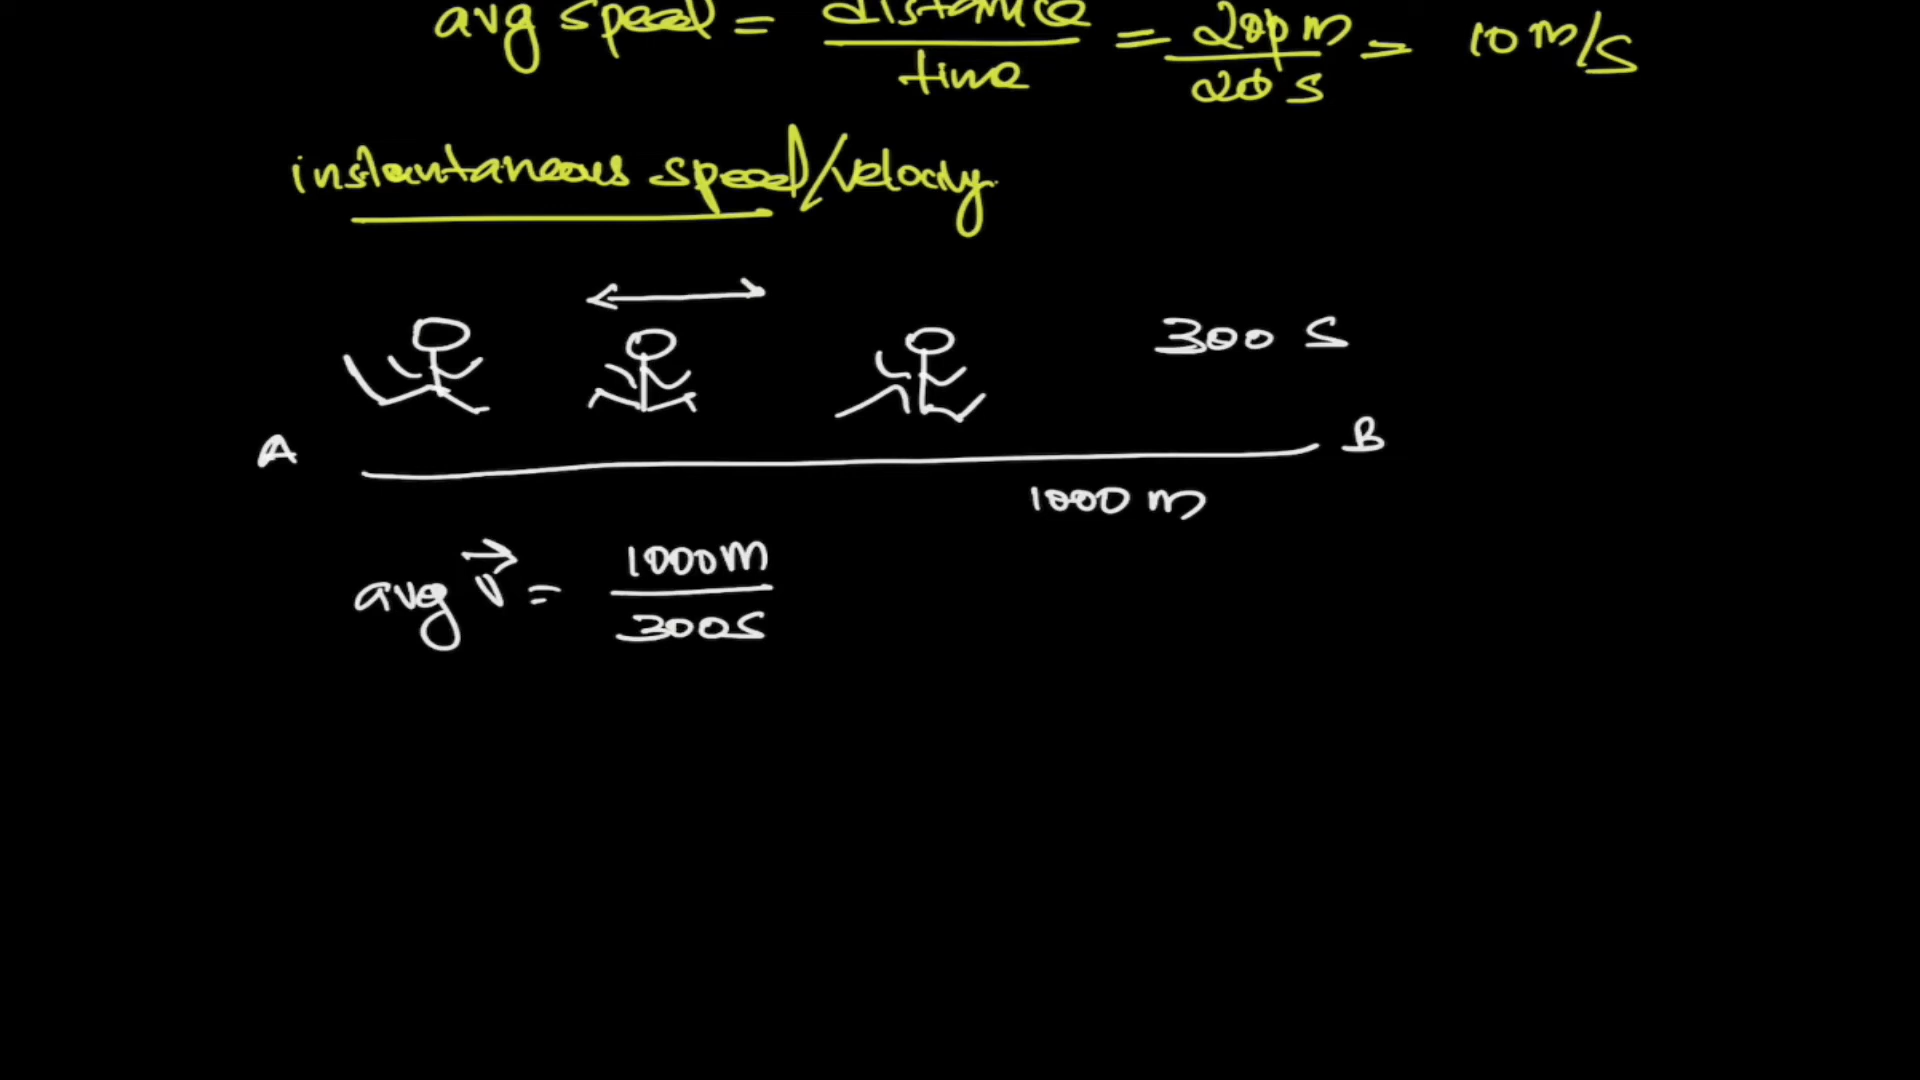 avg speed = distance / time = 200 m / 20 s = 10 m/s
instantaneous speed/velocity
300 s
A B
1000 m
avg v⃗ = 1000m / 300s